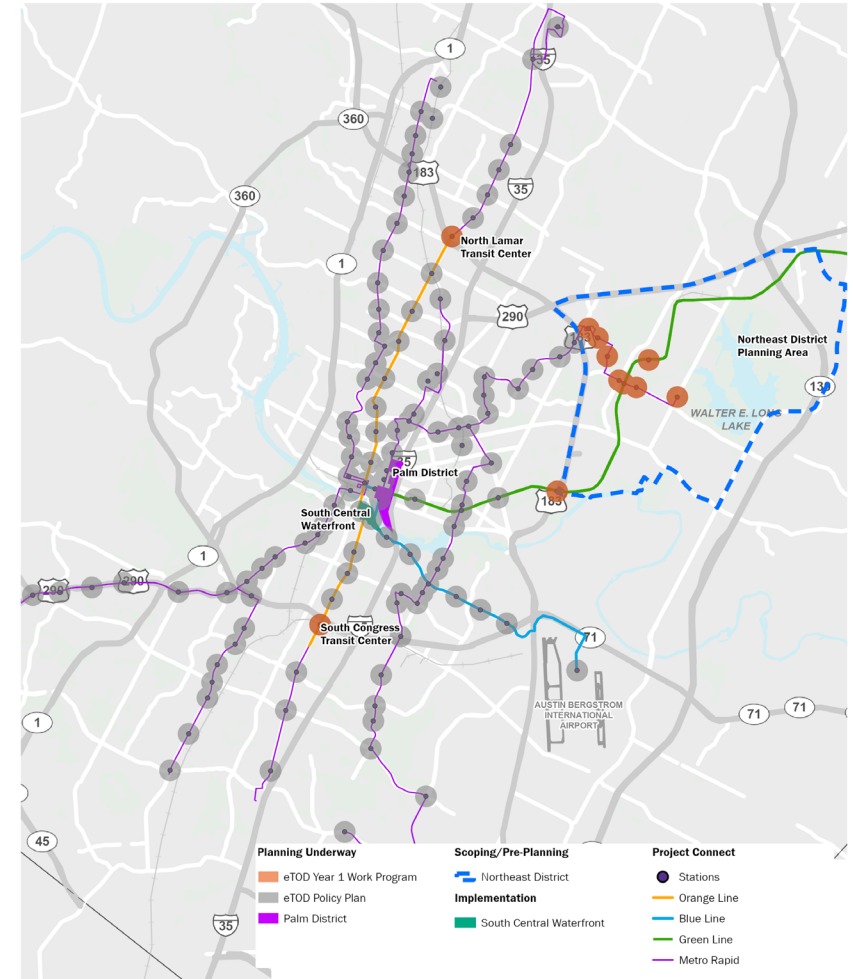 35
1
360
183
360
35
North Lamar
Transit Center
1
290
183
Northeast District
Planning Area
130
WALTER E. LONG
LAKE
35
Palm District
183
South Central
Waterfront
1
290
290
South Congress
Transit Center
71
AUSTIN BERGSTROM
INTERNATIONAL
AIRPORT
71
71
1
45
35
Planning Underway
eTOD Year 1 Work Program
eTOD Policy Plan
Palm District
Scoping/Pre-Planning
Northeast District
Implementation
South Central Waterfront
Project Connect
Stations
Orange Line
Blue Line
Green Line
Metro Rapid